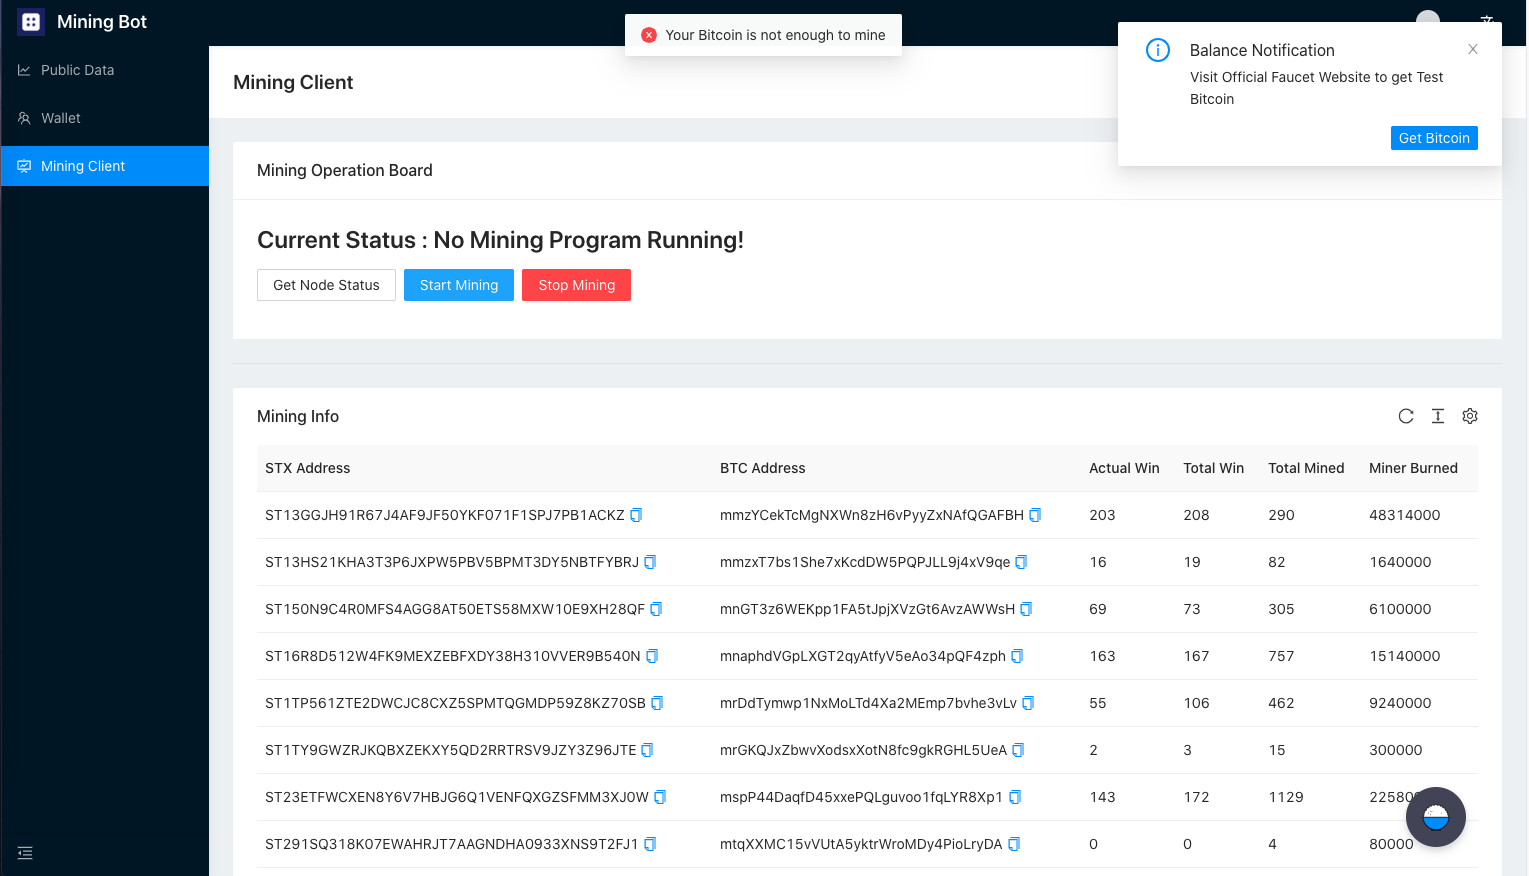 Mining Bot
Your Bitcoin is not enough to mine
Balance Notification
Visit Official Faucet Website to get Test
Bitcoin
Get Bitcoin
Public Data
Wallet
Mining Client
Mining Client
Mining Operation Board
Current Status : No Mining Program Running!
Get Node Status Start Mining Stop Mining
Mining Info
STX Address BTC Address Actual Win Total Win Total Mined Miner Burned
ST13GGJH91R67J4AF9JF50YKF071F1SPJ7PB1ACKZ mmzYCekTcMgNXWn8zH6vPyyZxNAfQGAFBH 203 208 290 48314000
ST13HS21KHA3T3P6JXPW5PBV5BPMT3DY5NBTFYBRJ mmzxT7bs1She7xKcdDW5PQPJLL9j4xV9qe 16 19 82 1640000
ST150N9C4R0MFS4AGG8AT50ETS58MXW10E9XH28QF mnGT3z6WEKpp1FA5tJpjXVzGt6AvzAWWsH 69 73 305 6100000
ST16R8D512W4FK9MEXZEBFXDY38H310VVER9B540N mnaphdVGpLXGT2qyAtfyV5eAo34pQF4zph 163 167 757 15140000
ST1TP561ZTE2DWCJC8CXZ5SPMTQGMDP59Z8KZ70SB mrDdTymwp1NxMoLTd4Xa2MEmp7bvhe3vLv 55 106 462 9240000
ST1TY9GWZRJKQBXZEKXY5QD2RRTRSV9JZY3Z96JTE mrGKQJxZbwvXodsxXotN8fc9gkRGHL5UeA 2 3 15 300000
ST23ETFWCXEN8Y6V7HBJG6Q1VENFQXGZSFMM3XJ0W mspP44DaqfD45xxePQLguvoo1fqLYR8Xp1 143 172 1129
ST291SQ318K07EWAHRJT7AAGNDHA0933XNS9T2FJ1 mtqXXMC15vVUtA5yktrWroMDy4PioLryDA 0 0 4 80000